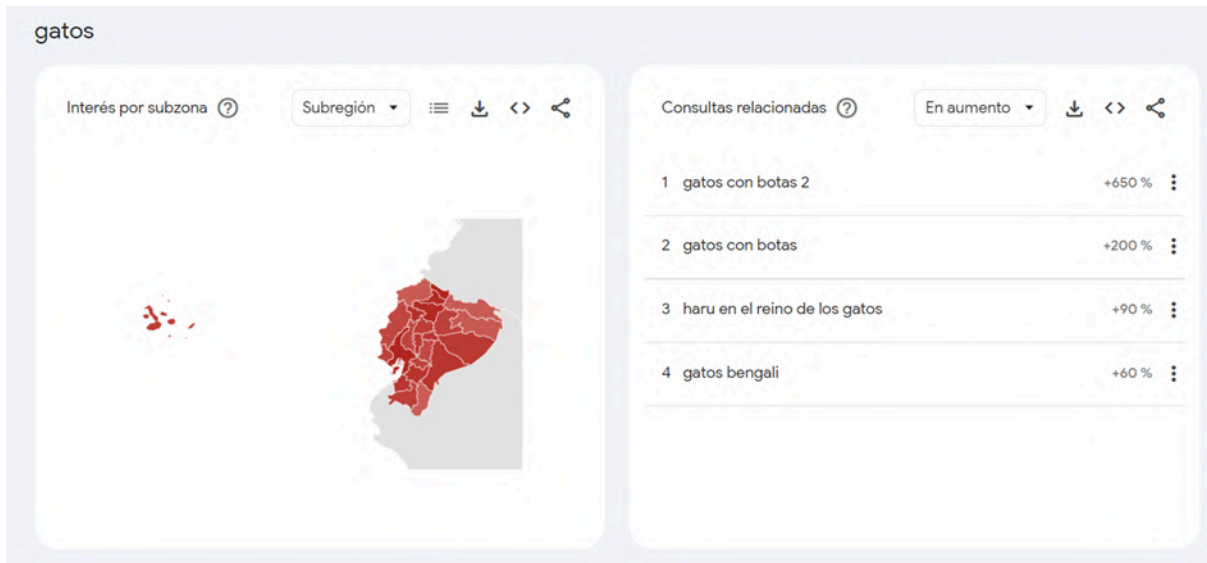 gatos
Interés por subzona
Subregión
Consultas relacionadas
En aumento
1 gatos con botas 2 +650 %
2 gatos con botas +200 %
3 haru en el reino de los gatos +90 %
4 gatos bengali +60 %